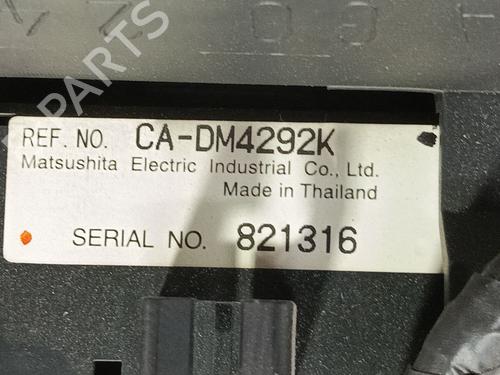 PARTS
REF. NO. CA-DM4292K
Matsushita Electric Industrial Co., Ltd.
Made in Thailand
SERIAL NO. 821316